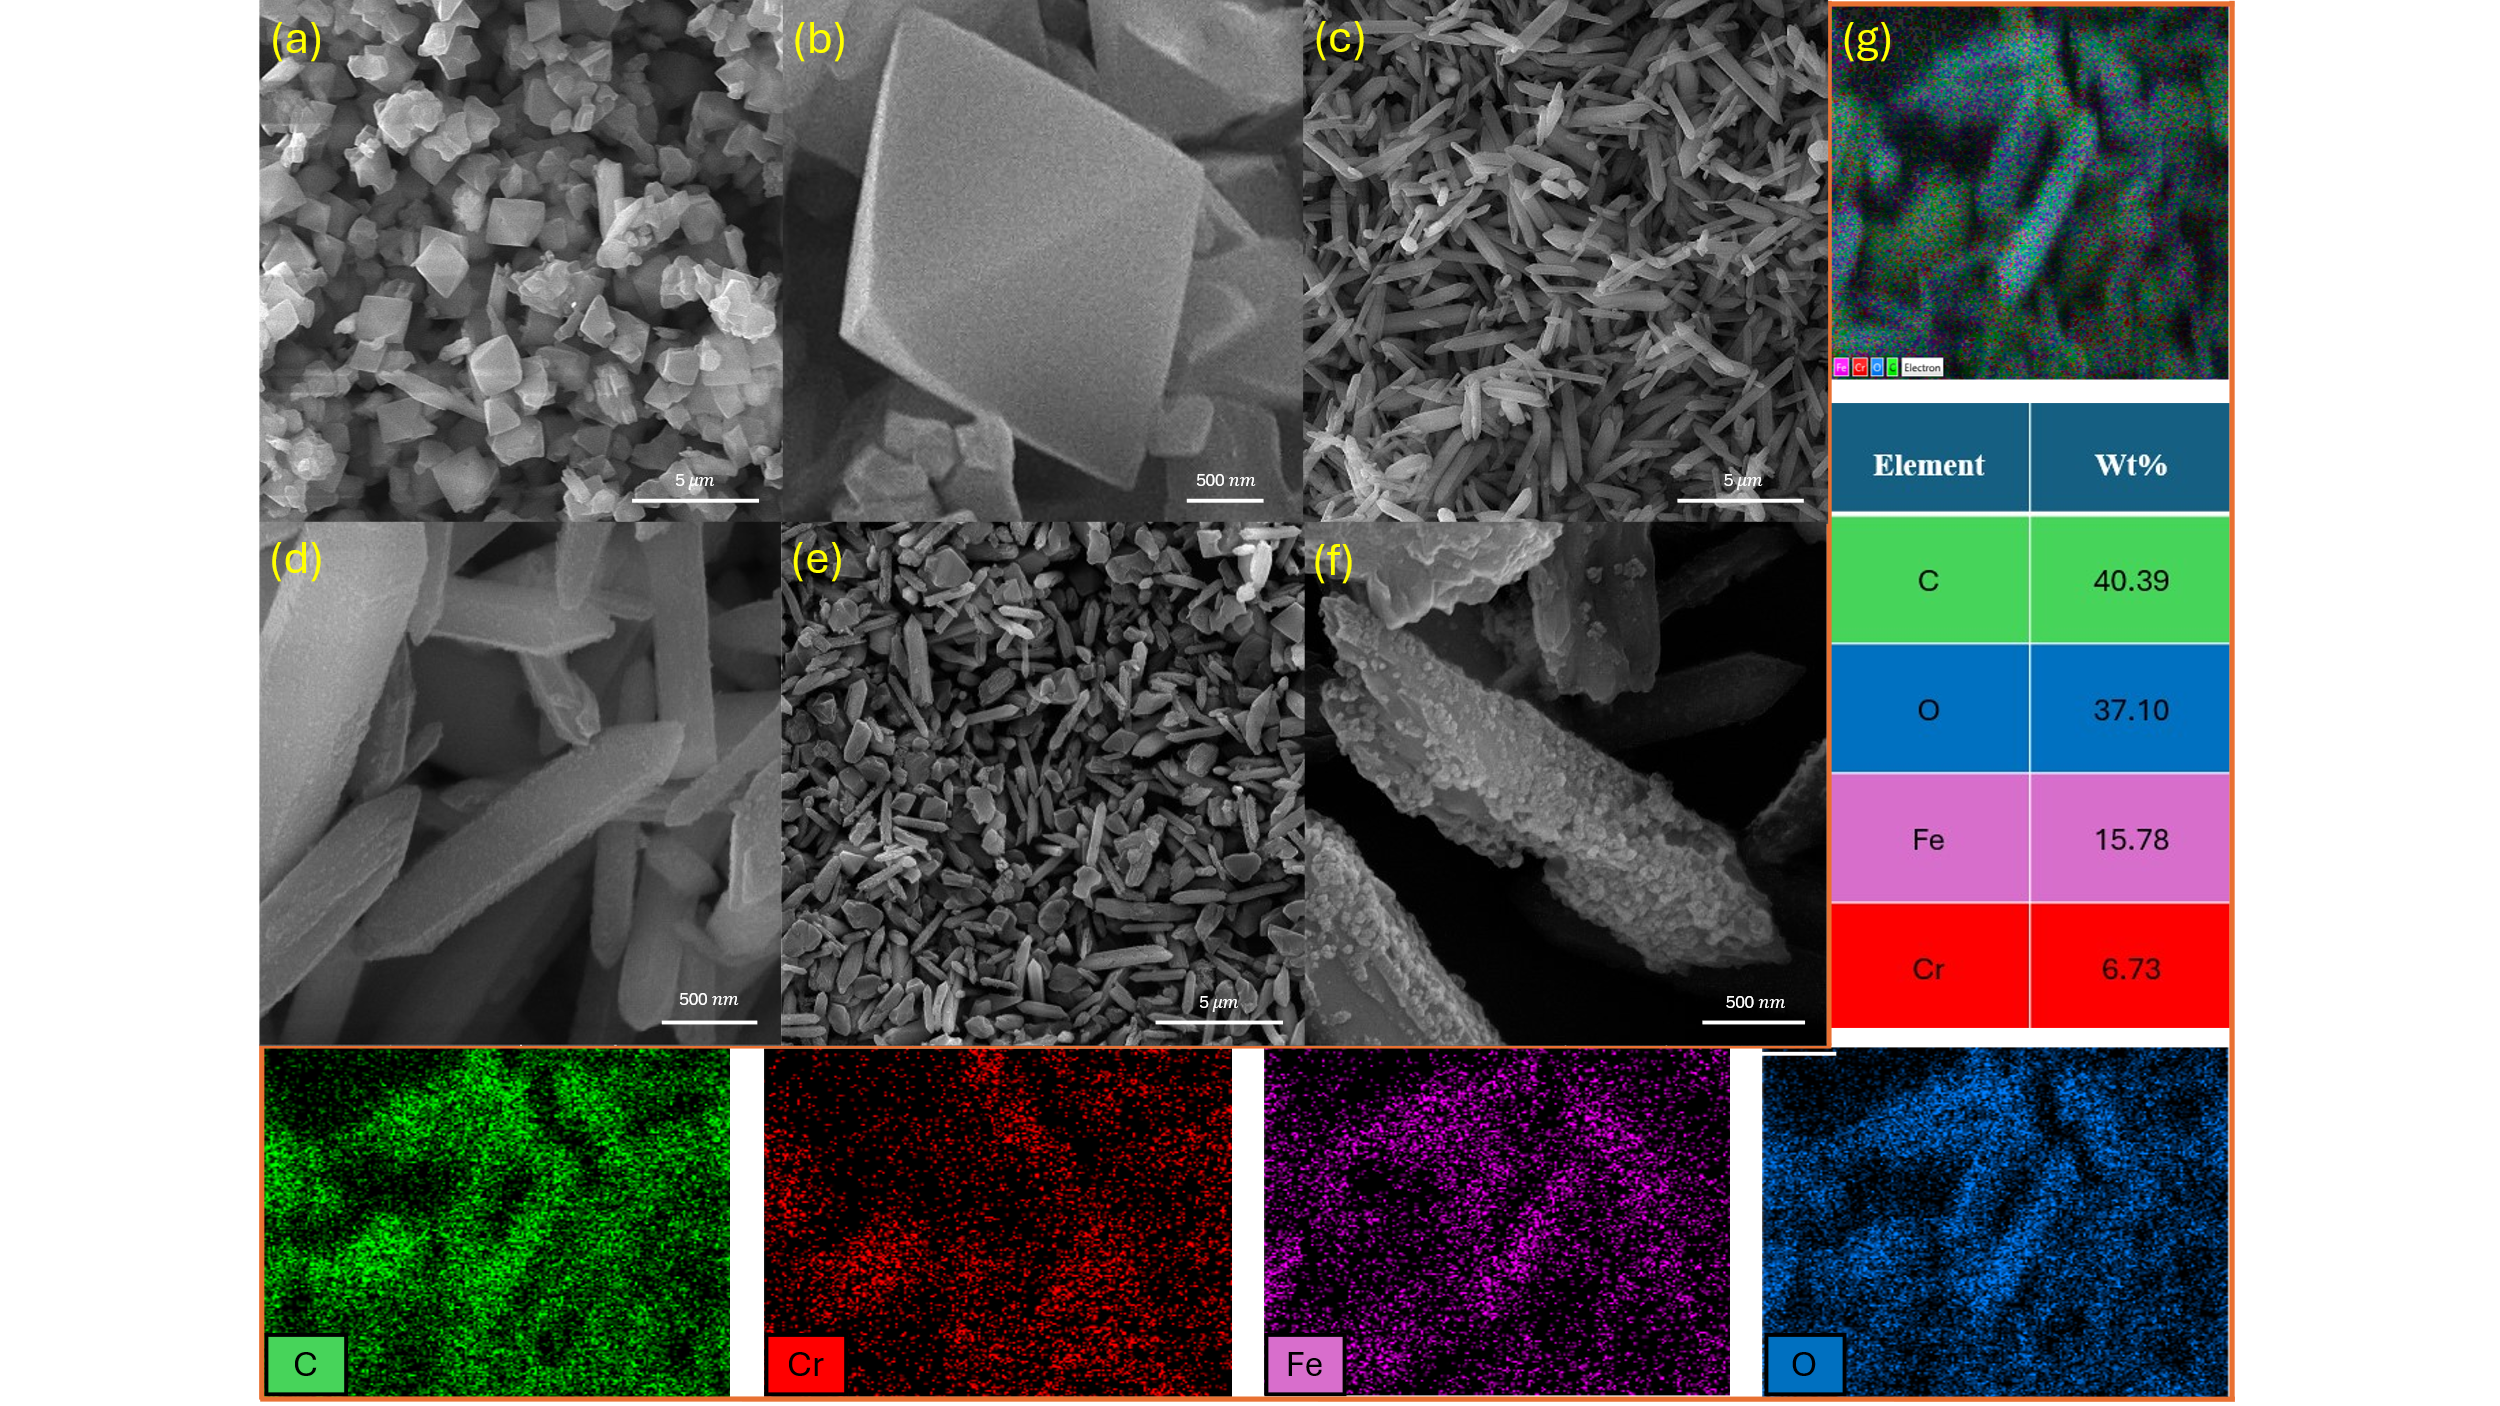 (a)
5 μm
(b)
500 nm
(c)
5 μm
(g)
Fe Cr O C Electron
Element Wt%
C 40.39
O 37.10
Fe 15.78
Cr 6.73
(d)
500 nm
(e)
5 μm
(f)
500 nm
C
Cr
Fe
O